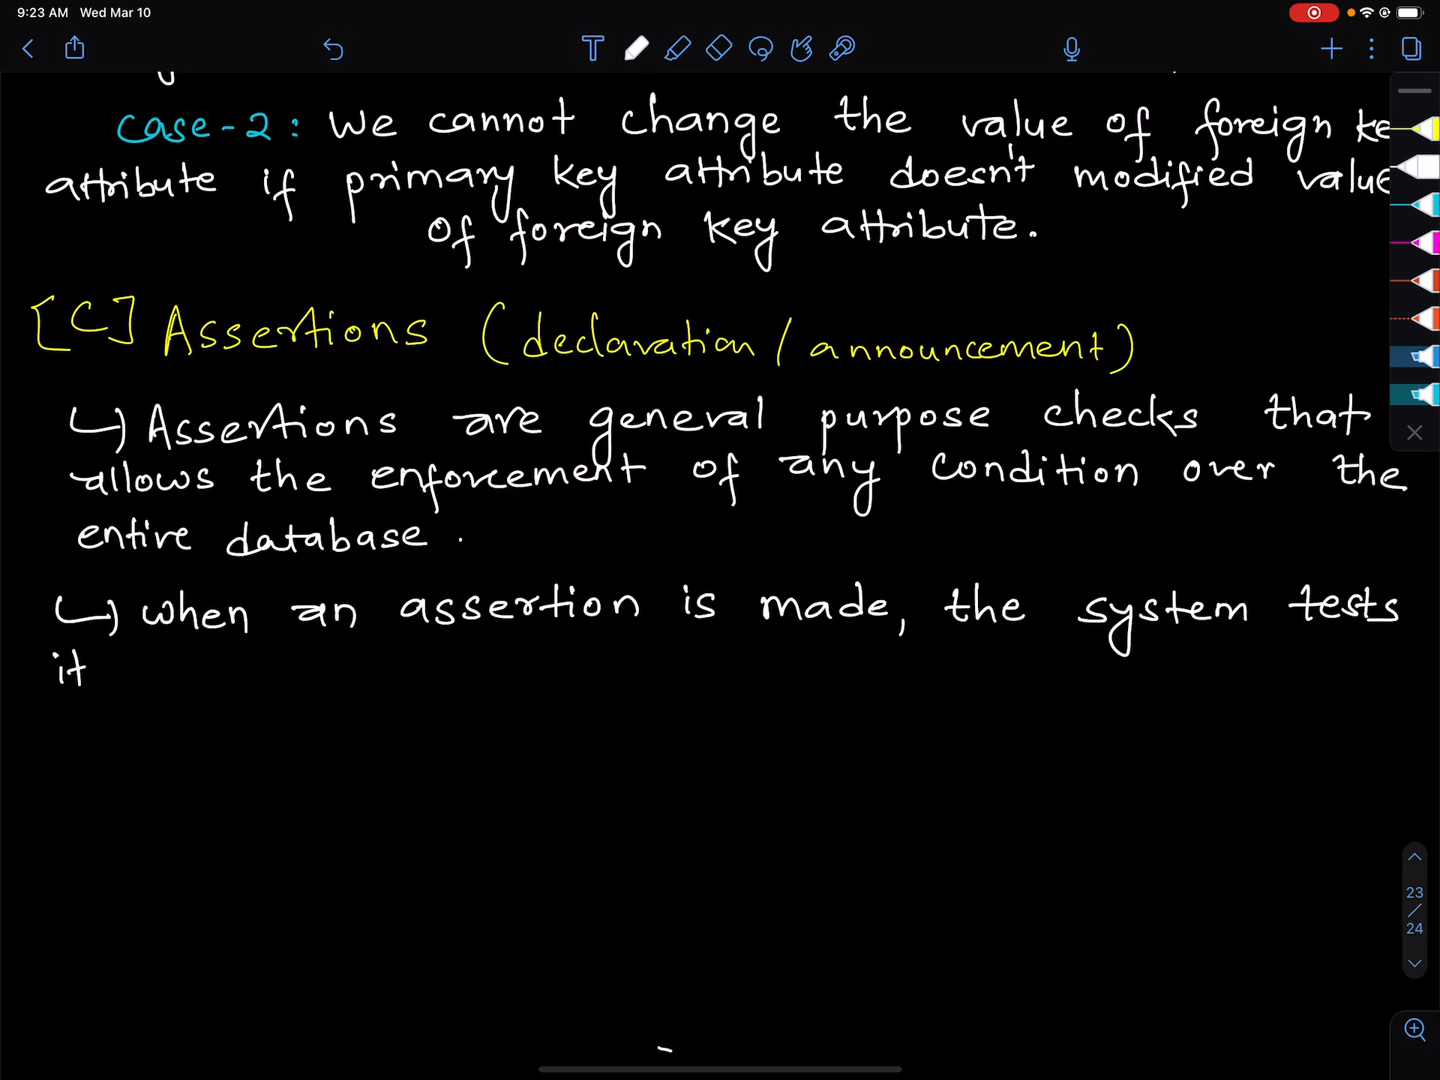 9:23 AM Wed Mar 10
case-2: We cannot change the value of foreign ke
attribute if primary key attribute doesn't modified value
of foreign key attribute.
[C] Assertions (declaration / announcement)
↪ Assertions are general purpose checks that
allows the enforcement of any condition over the
entire database.
↪ when an assertion is made, the system tests
it
23
/
24